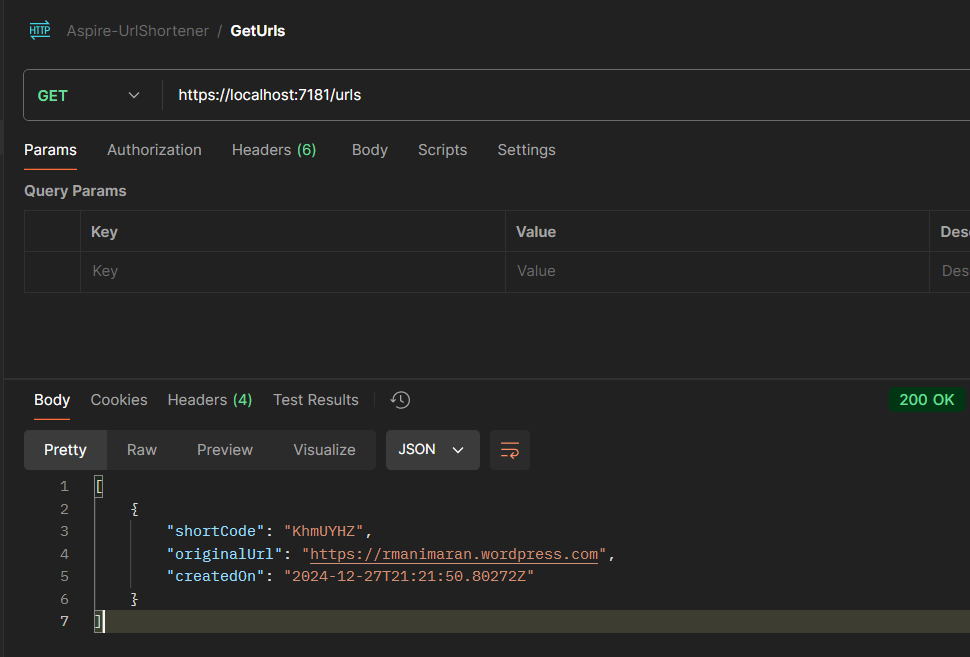 HTTP Aspire-UrlShortener / GetUrls
GET https://localhost:7181/urls
Params Authorization Headers (6) Body Scripts Settings
Query Params
Key Value Desc
Key Value Desc
Body Cookies Headers (4) Test Results 200 OK
Pretty Raw Preview Visualize JSON
1 [
2 {
3 "shortCode": "KhmUYHZ",
4 "originalUrl": "https://rmanimaran.wordpress.com",
5 "createdOn": "2024-12-27T21:21:50.80272Z"
6 }
7 ]